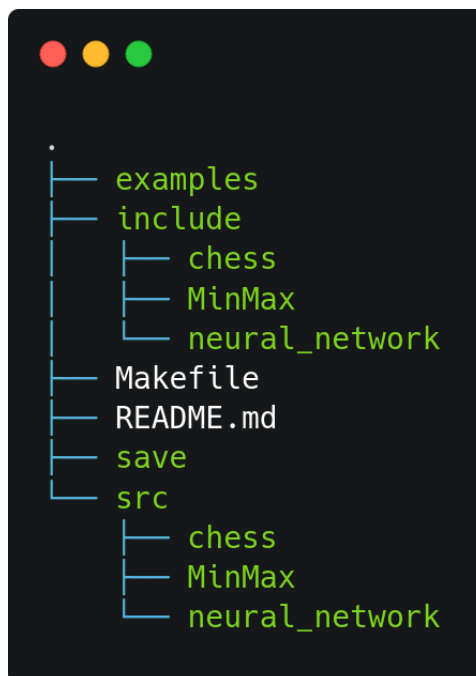 .
├── examples
├── include
│   ├── chess
│   ├── MinMax
│   └── neural_network
├── Makefile
├── README.md
├── save
└── src
    ├── chess
    ├── MinMax
    └── neural_network